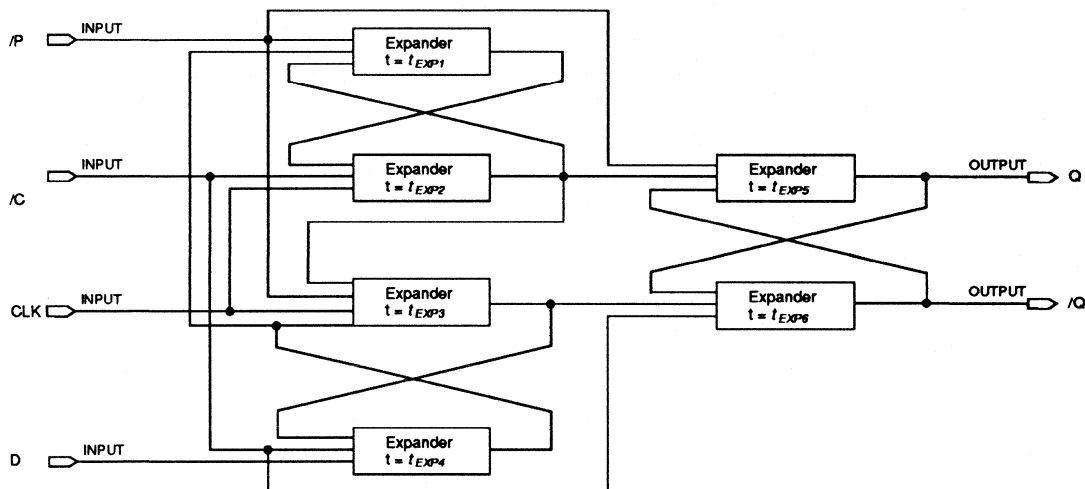 /P INPUT
Expander
t = tEXP1
/C INPUT
Expander
t = tEXP2
Expander
t = tEXP5
OUTPUT Q
CLK INPUT
Expander
t = tEXP3
Expander
t = tEXP6
OUTPUT /Q
D INPUT
Expander
t = tEXP4